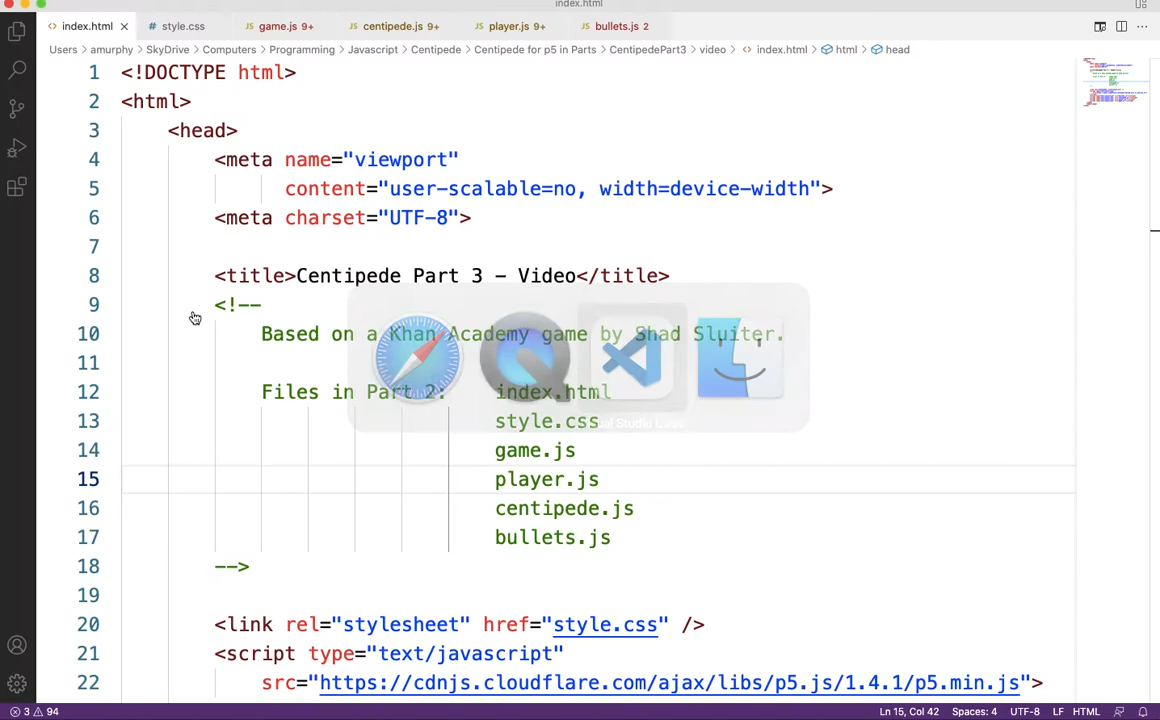 index.html
index.html × style.css game.js 9+ centipede.js 9+ player.js 9+ bullets.js 2
Users > amurphy > SkyDrive > Computers > Programming > Javascript > Centipede > Centipede for p5 in Parts > CentipedePart3 > video > index.html > html > head
1 <!DOCTYPE html>
2 <html>
3 <head>
4 <meta name="viewport"
5 content="user-scalable=no, width=device-width">
6 <meta charset="UTF-8">
7
8 <title>Centipede Part 3 - Video</title>
9 <!--
10 Based on a Khan Academy game by Shad Sluiter.
11
12 Files in Part 2: index.html
13 style.css
14 game.js
15 player.js
16 centipede.js
17 bullets.js
18 -->
19
20 <link rel="stylesheet" href="style.css" />
21 <script type="text/javascript"
22 src="https://cdnjs.cloudflare.com/ajax/libs/p5.js/1.4.1/p5.min.js">
3 94 Ln 15, Col 42 Spaces: 4 UTF-8 LF HTML